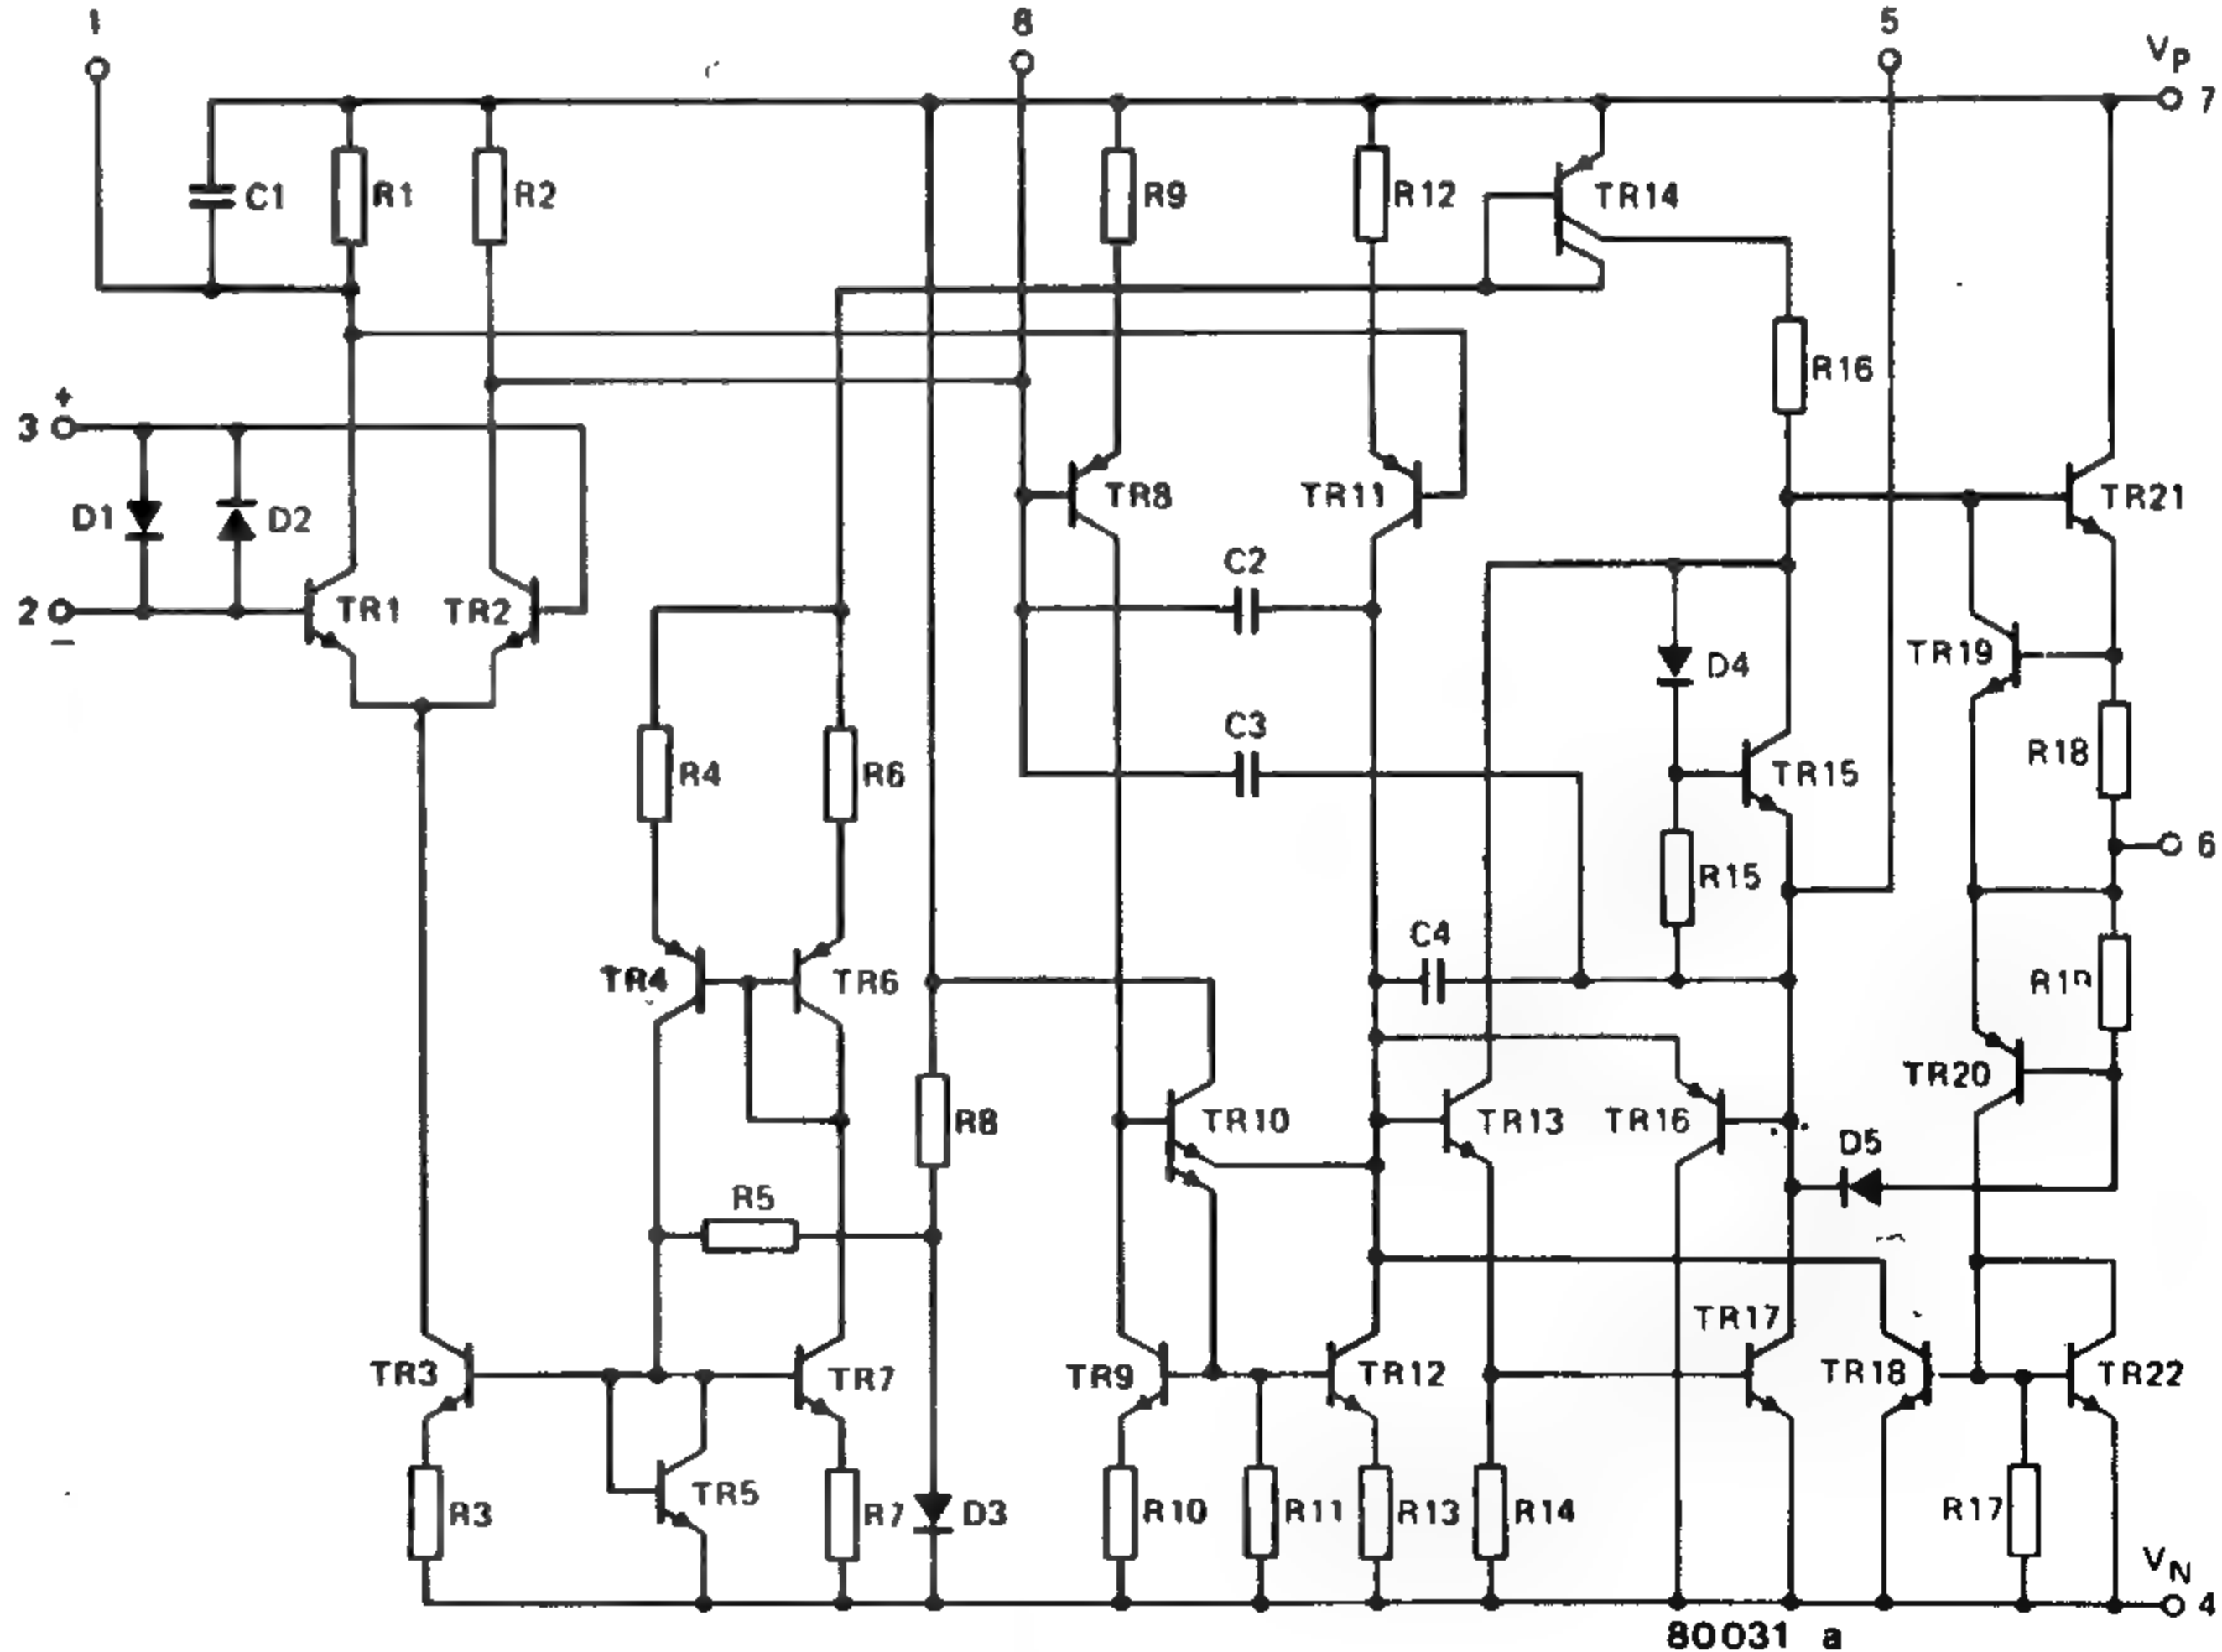 1 8 5 VP
7
C1 R1 R2 R9 R12 TR14
R16
+
3
D1 D2 TR8 TR11 TR21
C2
2 TR1 TR2
−
D4 TR19
C3 R18
R4 R6 TR15
6
R15
C4
TR4 TR6 R19
TR20
R8 TR10 TR13 TR16 D5
R5
TR17
TR3 TR7 TR9 TR12 TR18 TR22
TR5
R3 R7 D3 R10 R11 R13 R14 R17
VN
4
80031 a